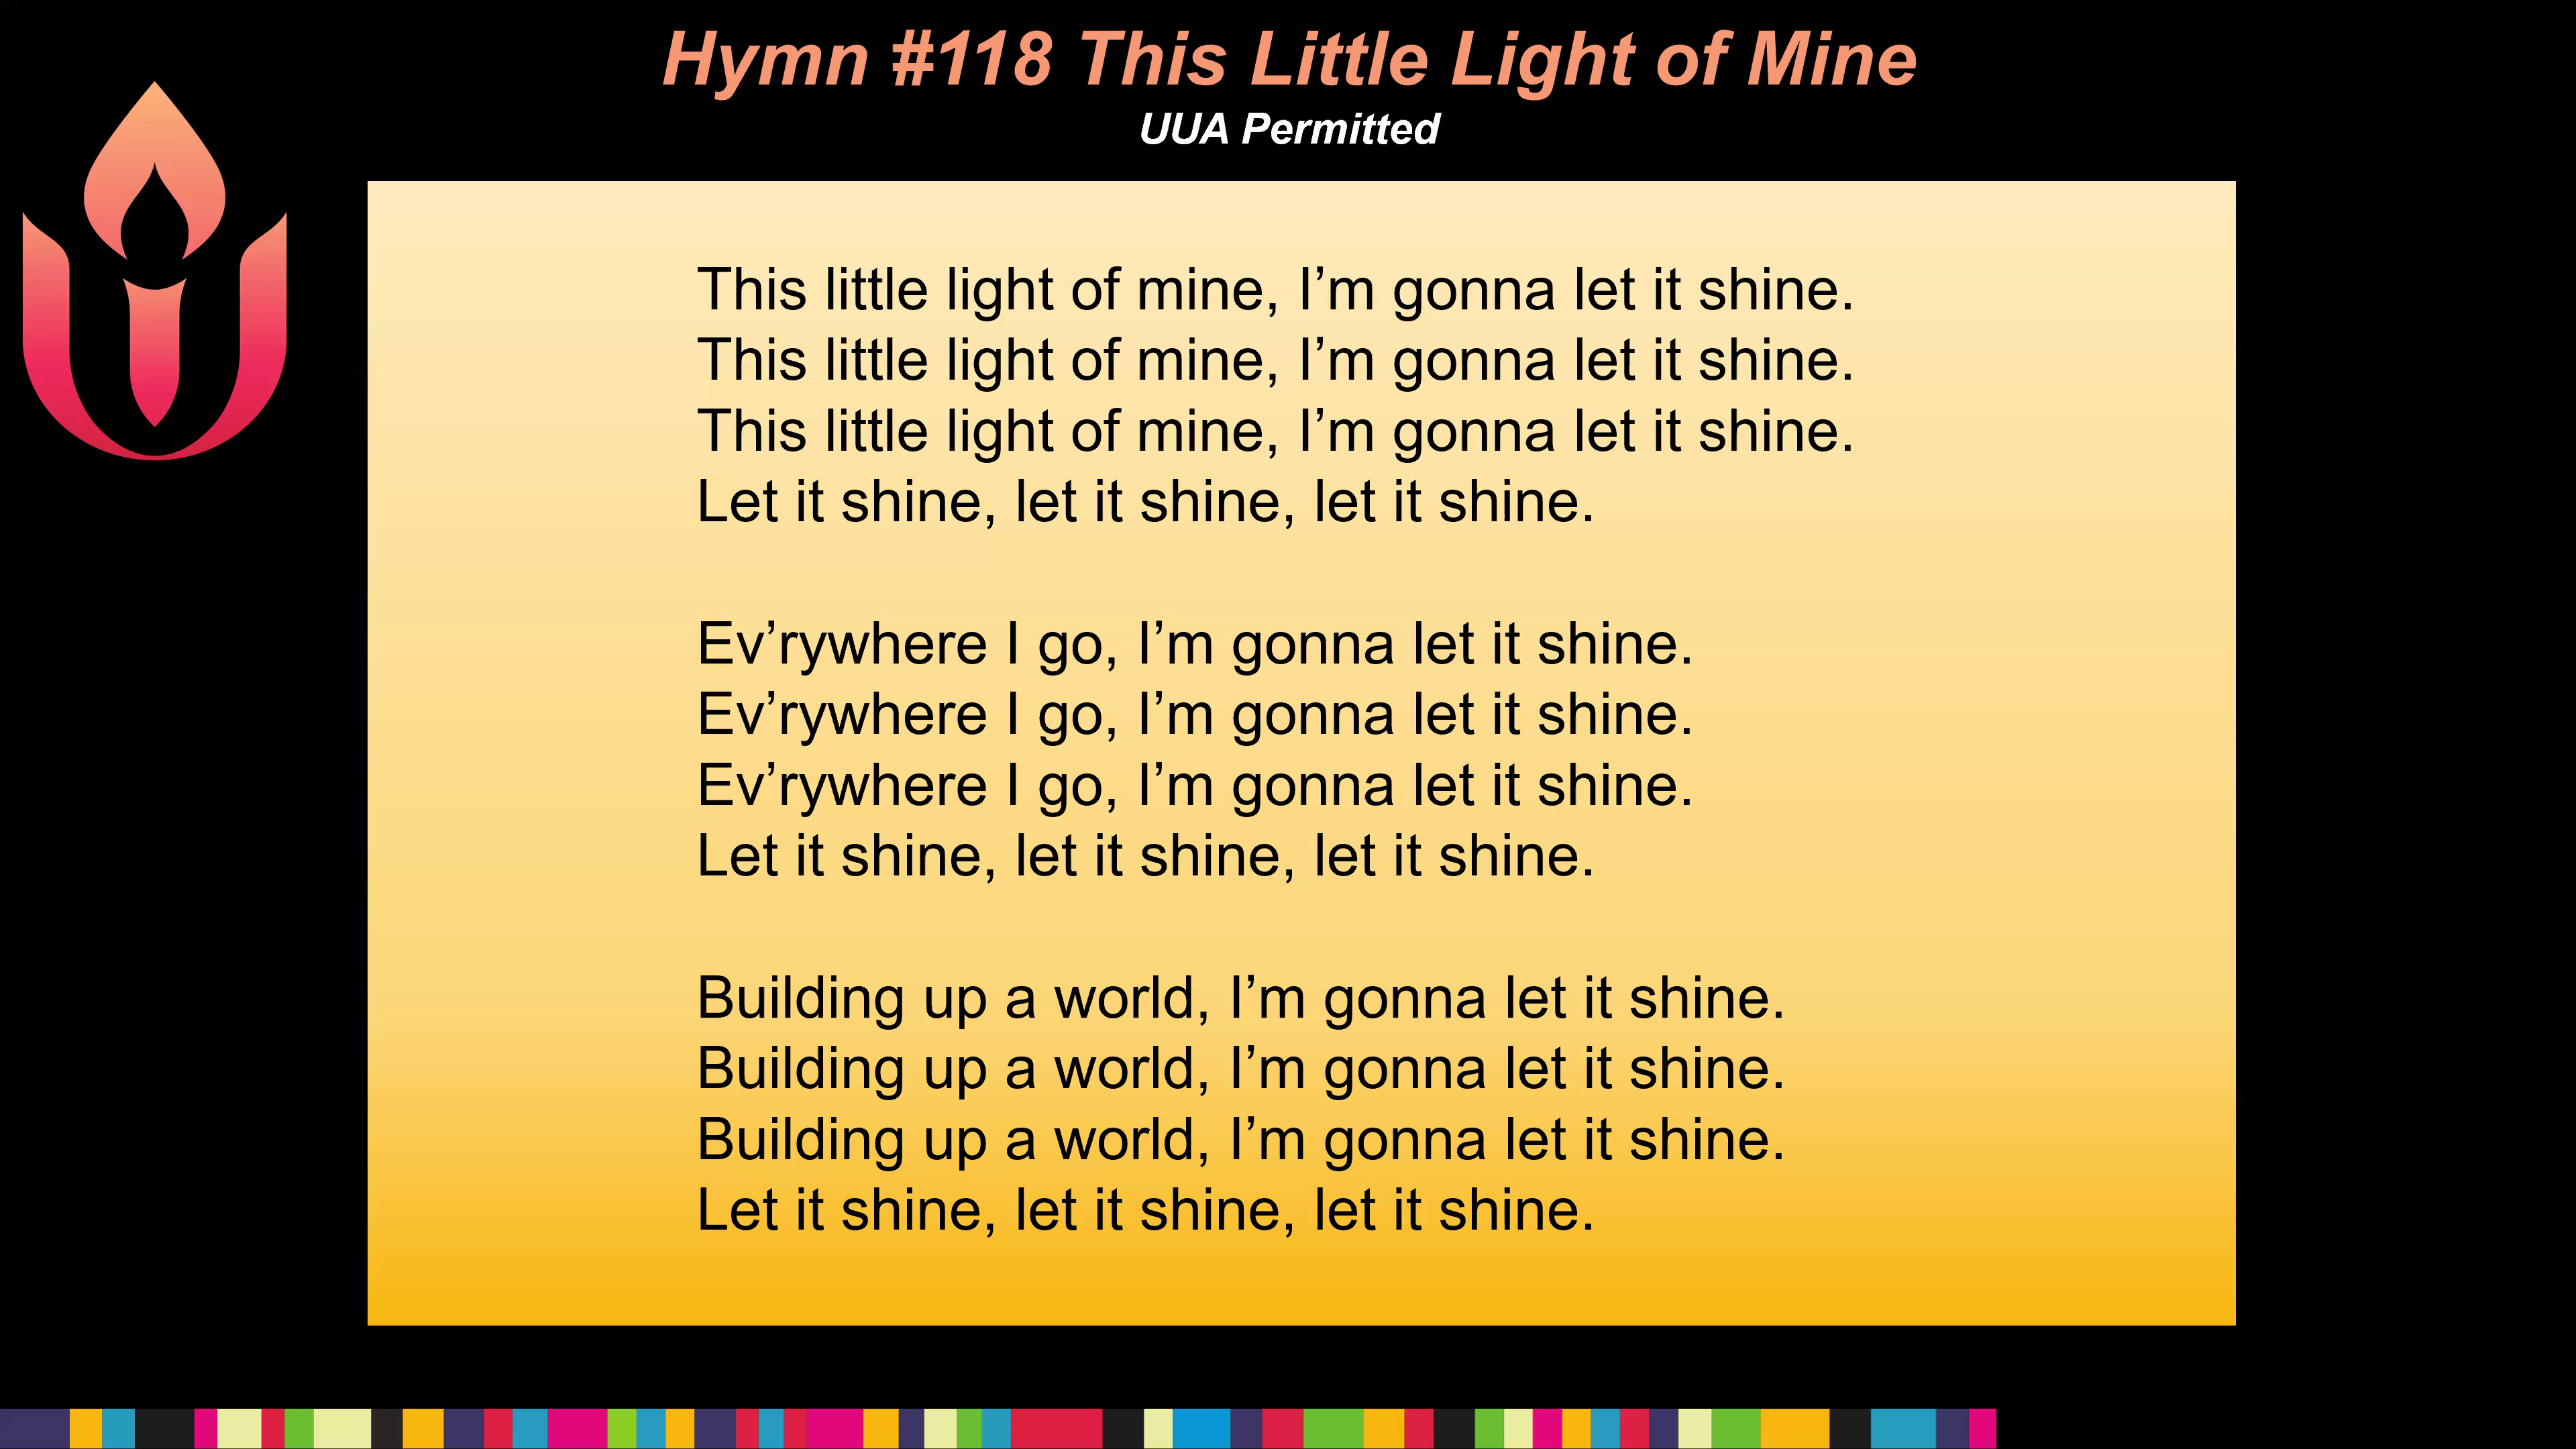 Hymn #118 This Little Light of Mine
UUA Permitted
This little light of mine, I’m gonna let it shine.
This little light of mine, I’m gonna let it shine.
This little light of mine, I’m gonna let it shine.
Let it shine, let it shine, let it shine.
Ev’rywhere I go, I’m gonna let it shine.
Ev’rywhere I go, I’m gonna let it shine.
Ev’rywhere I go, I’m gonna let it shine.
Let it shine, let it shine, let it shine.
Building up a world, I’m gonna let it shine.
Building up a world, I’m gonna let it shine.
Building up a world, I’m gonna let it shine.
Let it shine, let it shine, let it shine.